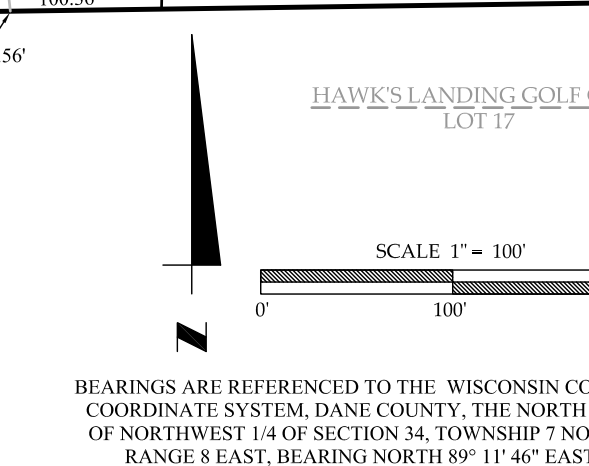 56'
HAWK'S LANDING GOLF
LOT 17
SCALE 1" = 100'
0' 100'
N
BEARINGS ARE REFERENCED TO THE WISCONSIN CO
COORDINATE SYSTEM, DANE COUNTY, THE NORTH
OF NORTHWEST 1/4 OF SECTION 34, TOWNSHIP 7 NO
RANGE 8 EAST, BEARING NORTH 89° 11' 46" EAST